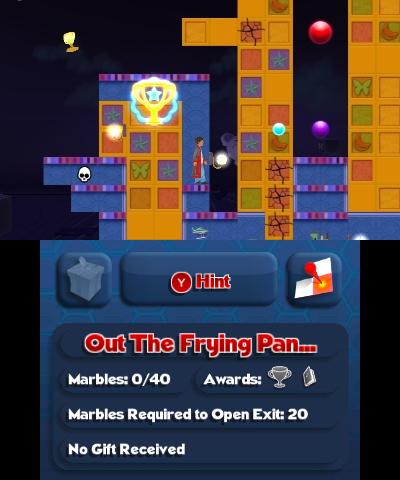 Y Hint
Out The Frying Pan...
Marbles: 0/40 Awards:
Marbles Required to Open Exit: 20
No Gift Received